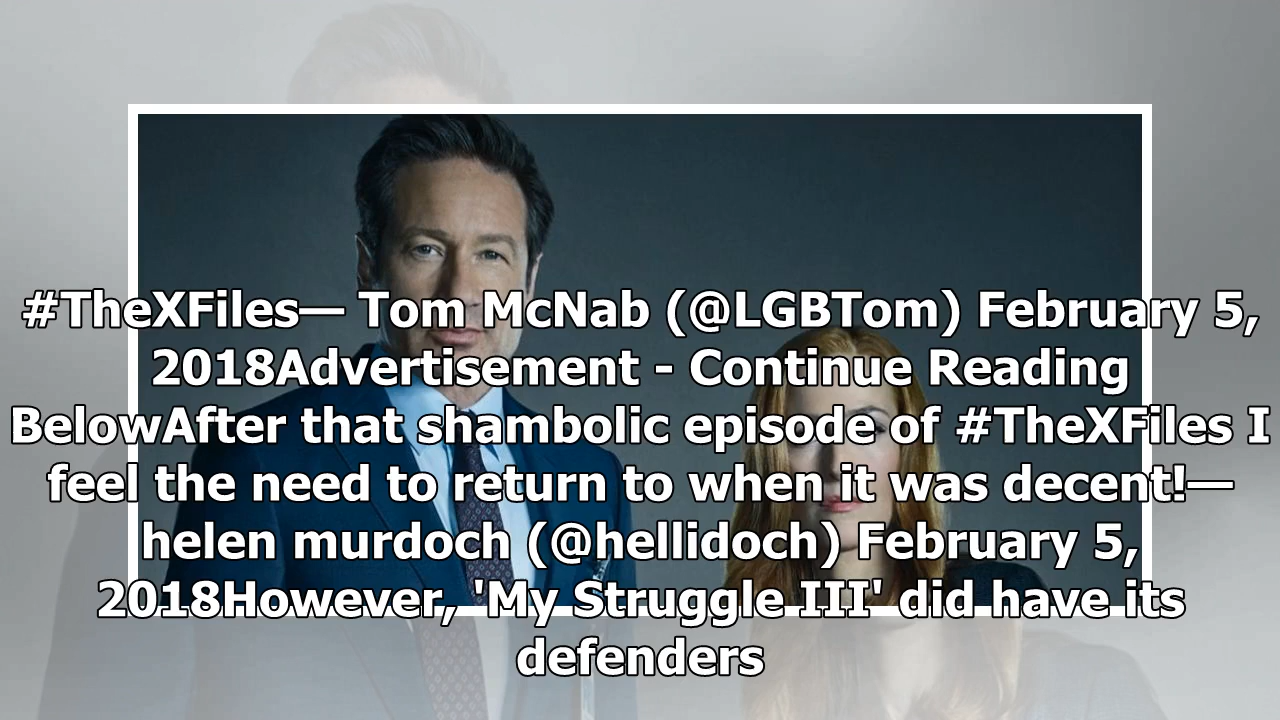 #TheXFiles— Tom McNab (@LGBTom) February 5,
2018Advertisement - Continue Reading
BelowAfter that shambolic episode of #TheXFiles I
feel the need to return to when it was decent!—
helen murdoch (@hellidoch) February 5,
2018However, 'My Struggle III' did have its
defenders